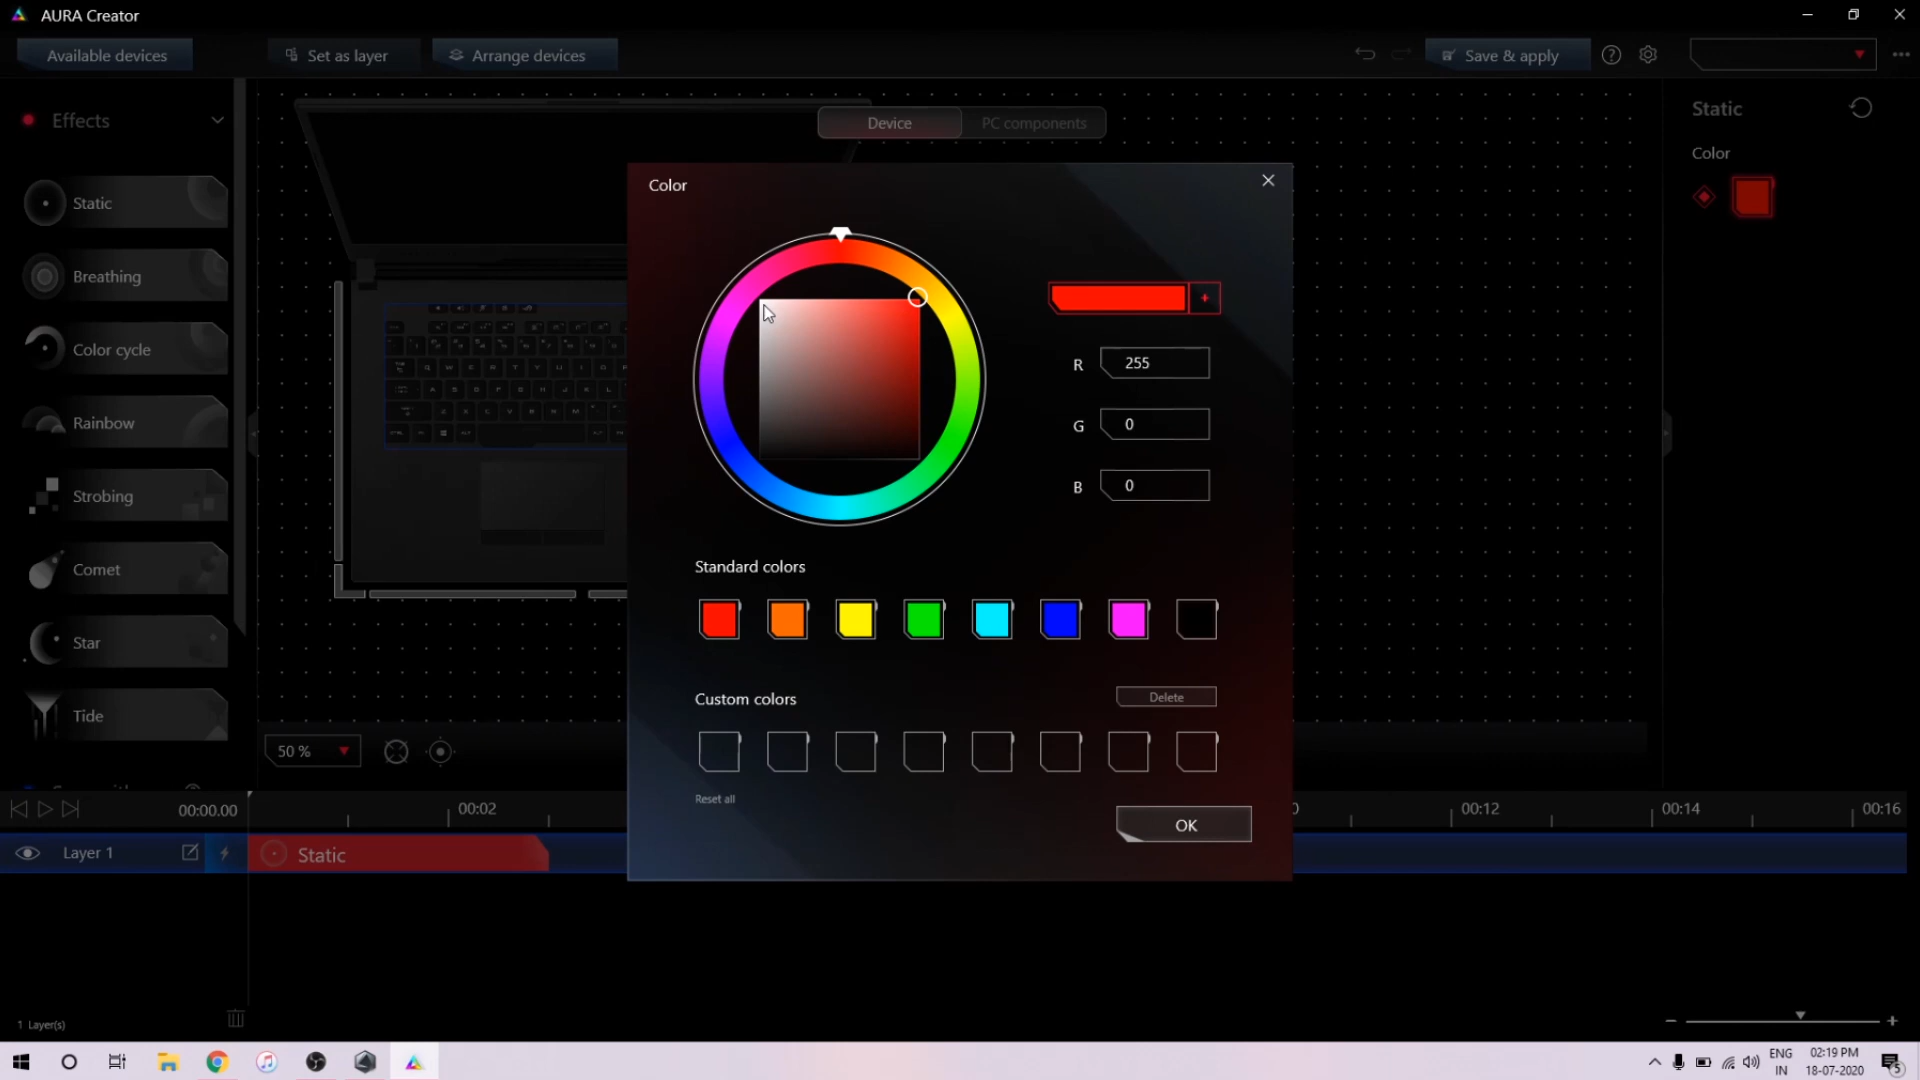 AURA Creator
Available devices
Set as layer
Arrange devices
Save & apply
Effects
Device
PC components
Static
Color
Color
Static
Breathing
Color cycle
Rainbow
Strobing
Comet
Star
Tide
R 255
G 0
B 0
Standard colors
Custom colors
Delete
Reset all
OK
50 %
00:00.00
00:02
00:12
00:14
00:16
Layer 1
Static
1 Layer(s)
ENG
IN
02:19 PM
18-07-2020
5